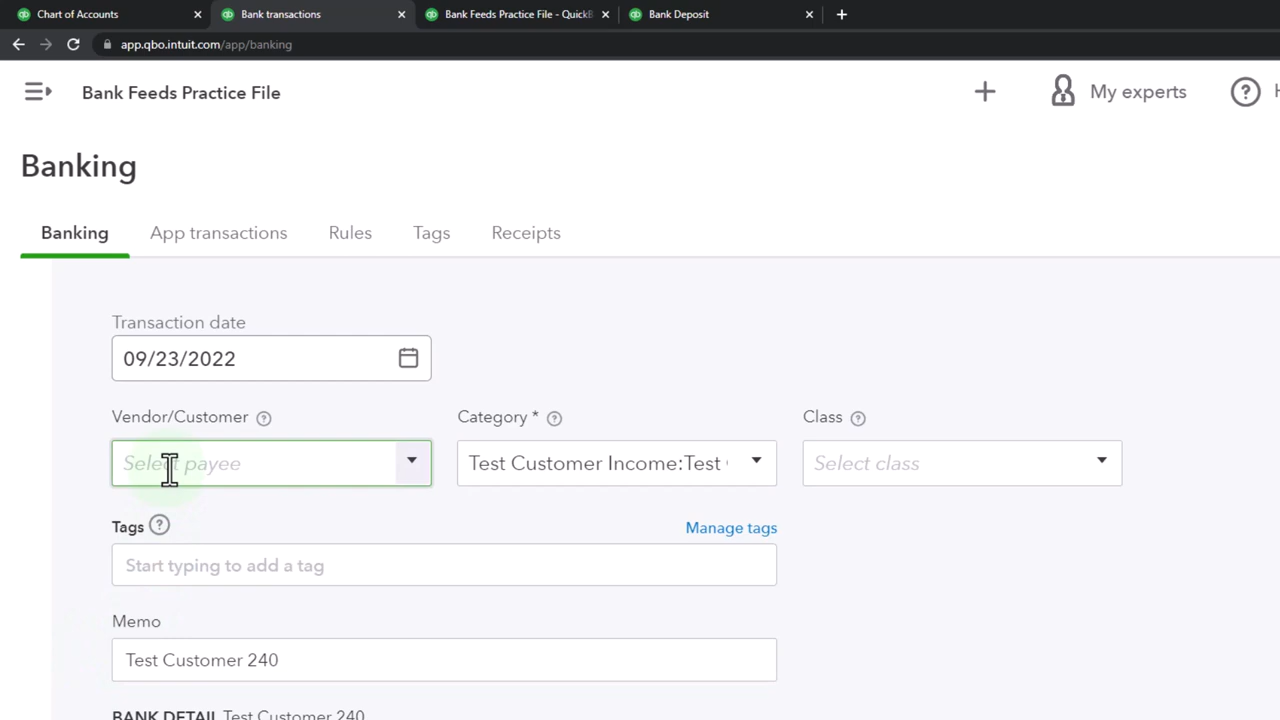 Chart of Accounts
Bank transactions
Bank Feeds Practice File - QuickB
Bank Deposit
app.qbo.intuit.com/app/banking
Bank Feeds Practice File
My experts
Banking
Banking App transactions Rules Tags Receipts
Transaction date
09/23/2022
Vendor/Customer Category * Class
Select payee Test Customer Income:Test Select class
Tags Manage tags
Start typing to add a tag
Memo
Test Customer 240
BANK DETAIL Test Customer 240